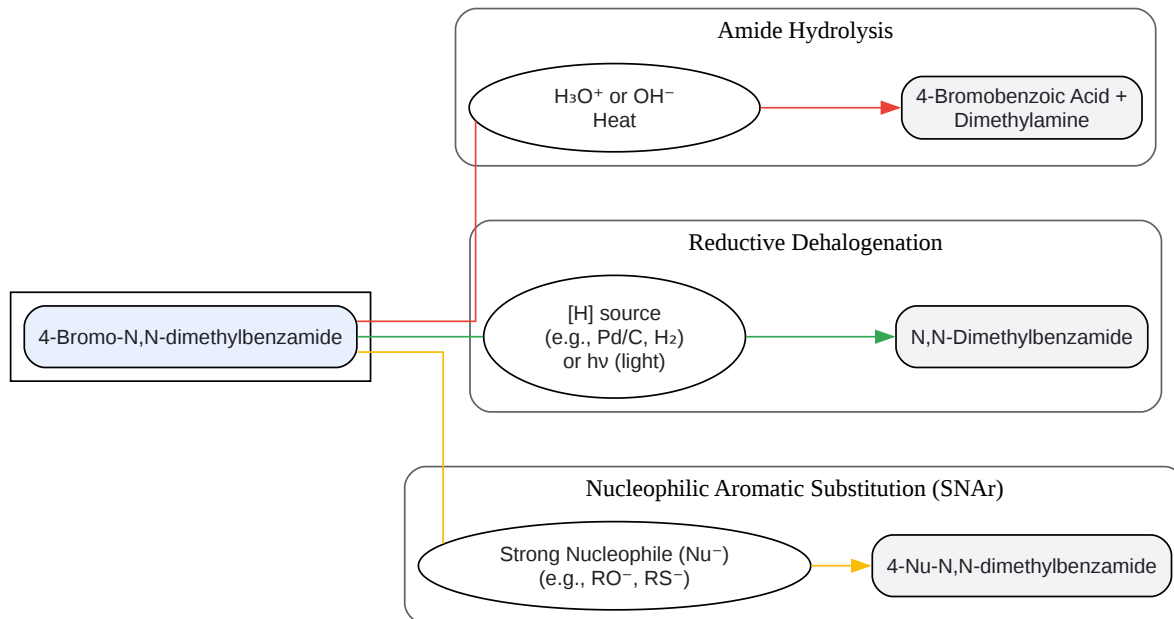 Amide Hydrolysis
H₃O⁺ or OH⁻
Heat
4-Bromobenzoic Acid +
Dimethylamine
Reductive Dehalogenation
4-Bromo-N,N-dimethylbenzamide
[H] source
(e.g., Pd/C, H₂)
or hν (light)
N,N-Dimethylbenzamide
Nucleophilic Aromatic Substitution (SNAr)
Strong Nucleophile (Nu⁻)
(e.g., RO⁻, RS⁻)
4-Nu-N,N-dimethylbenzamide